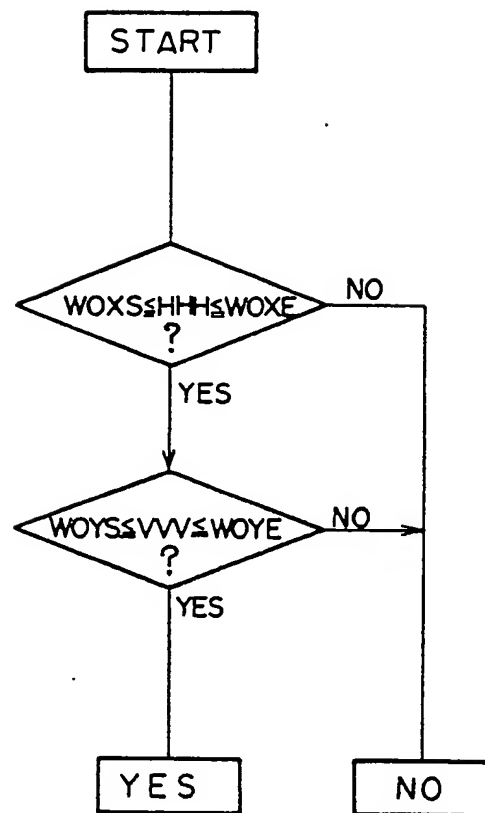 START
WOXS≦HHH≦WOXE
?
NO
YES
WOYS≦VVV≦WOYE
?
NO
YES
YES
NO